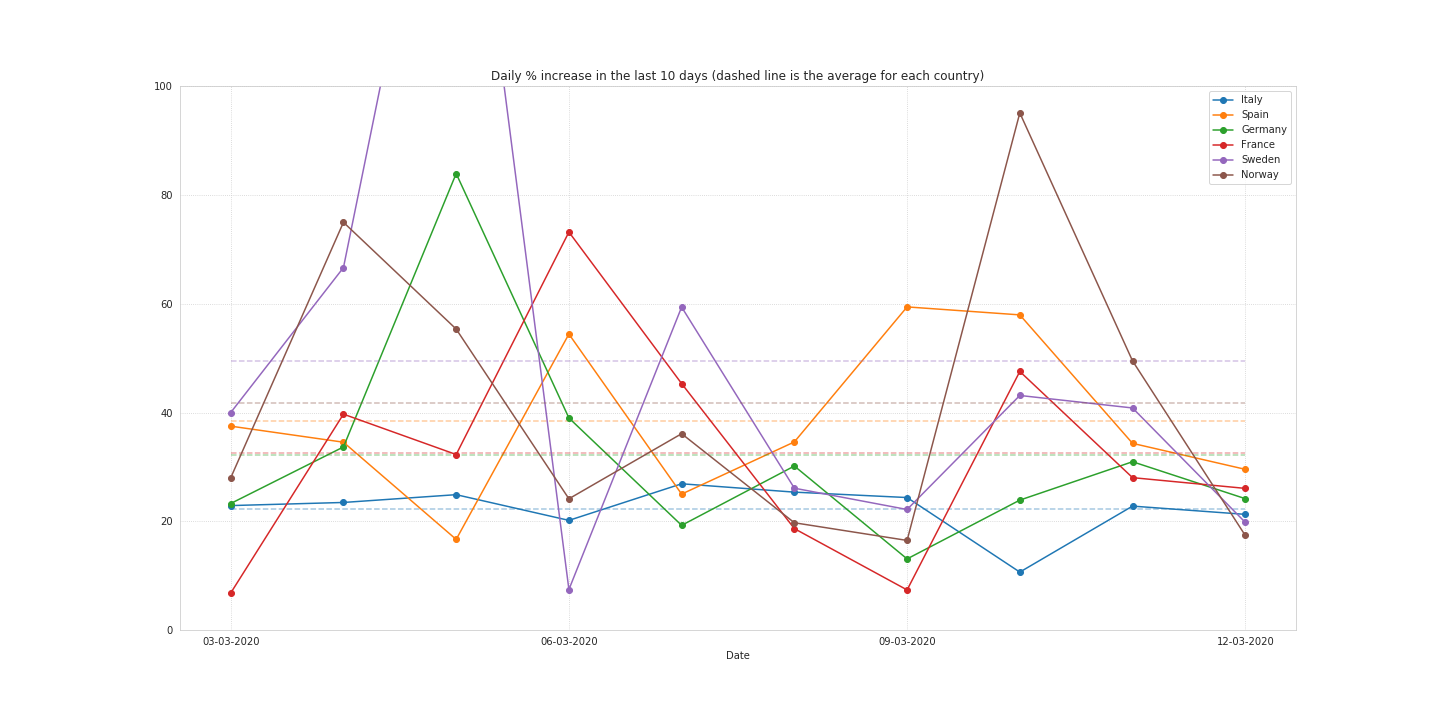 Daily % increase in the last 10 days (dashed line is the average for each country)
100
80
60
40
20
0
Italy
Spain
Germany
France
Sweden
Norway
03-03-2020
06-03-2020
09-03-2020
12-03-2020
Date